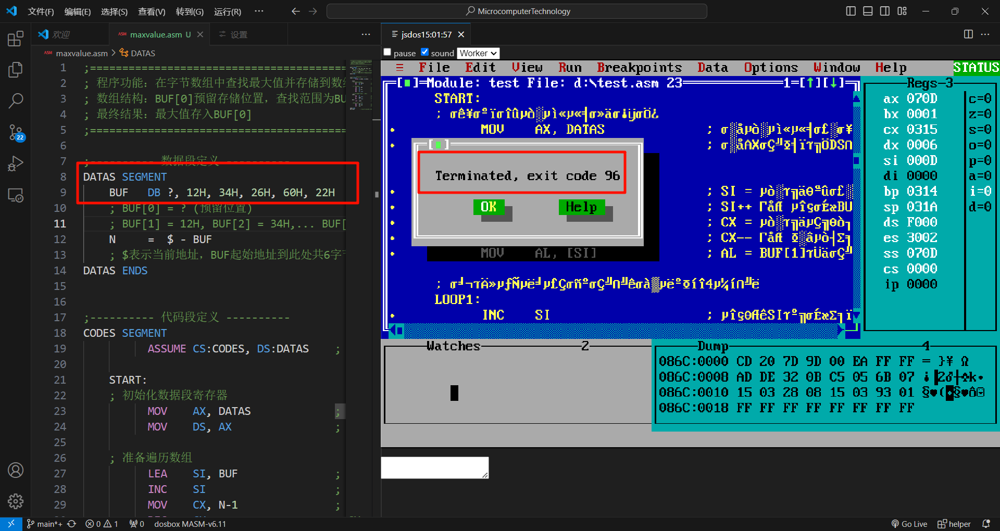 文件(F) 编辑(E) 选择(S) 查看(V) 转到(G) 运行(R) ··· MicrocomputerTechnology
欢迎 ASM maxvalue.asm U 设置 ···
ASM maxvalue.asm > DATAS
1 ;========================================
2 ; 程序功能：在字节数组中查找最大值并存储到数
3 ; 数组结构：BUF[0]预留存储位置，查找范围为BU
4 ; 最终结果：最大值存入BUF[0]
5 ;========================================
6
7 ;---------- 数据段定义 ----------
8 DATAS SEGMENT
9 BUF DB ?, 12H, 34H, 26H, 60H, 22H
10 ; BUF[0] = ? (预留位置)
11 ; BUF[1] = 12H, BUF[2] = 34H,... BUF[
12 N = $ - BUF
13 ; $表示当前地址，BUF起始地址到此处共6字
14 DATAS ENDS
15
16
17 ;---------- 代码段定义 ----------
18 CODES SEGMENT
19 ASSUME CS:CODES, DS:DATAS ;
20
21 START:
22 ; 初始化数据段寄存器
23 MOV AX, DATAS ;
24 MOV DS, AX ;
25
26 ; 准备遍历数组
27 LEA SI, BUF ;
28 INC SI ;
29 MOV CX, N-1 ;
jsdos15:01:57
pause sound Worker
≡ File Edit View Run Breakpoints Data Options Window Help STATUS
[■]=Module: test File: d:\test.asm 23 1=[↑][↓]
START:
MOV AX, DATAS
; SI =
; SI++
; CX =
; CX--
MOV AL, [SI] ; AL = BUF[1]
LOOP1:
INC SI
Terminated, exit code 96
OK Help
Regs 3
ax 070D c=0
bx 0001 z=0
cx 0315 s=0
dx 0006 o=0
si 000D p=0
di 0000 a=0
bp 0314 i=0
sp 031A d=0
ds F000
es 3002
ss 070D
cs 0000
ip 0000
Watches 2
Dump 4
086C:0000 CD 20 7D 9D 00 EA FF FF = }¥ Ω
086C:0008 AD DE 32 0B C5 05 6B 07
086C:0010 15 03 28 08 15 03 93 01
086C:0018 FF FF FF FF FF FF FF FF
22
main*+ 0 1 0 dosbox MASM-v6.11 Go Live helper